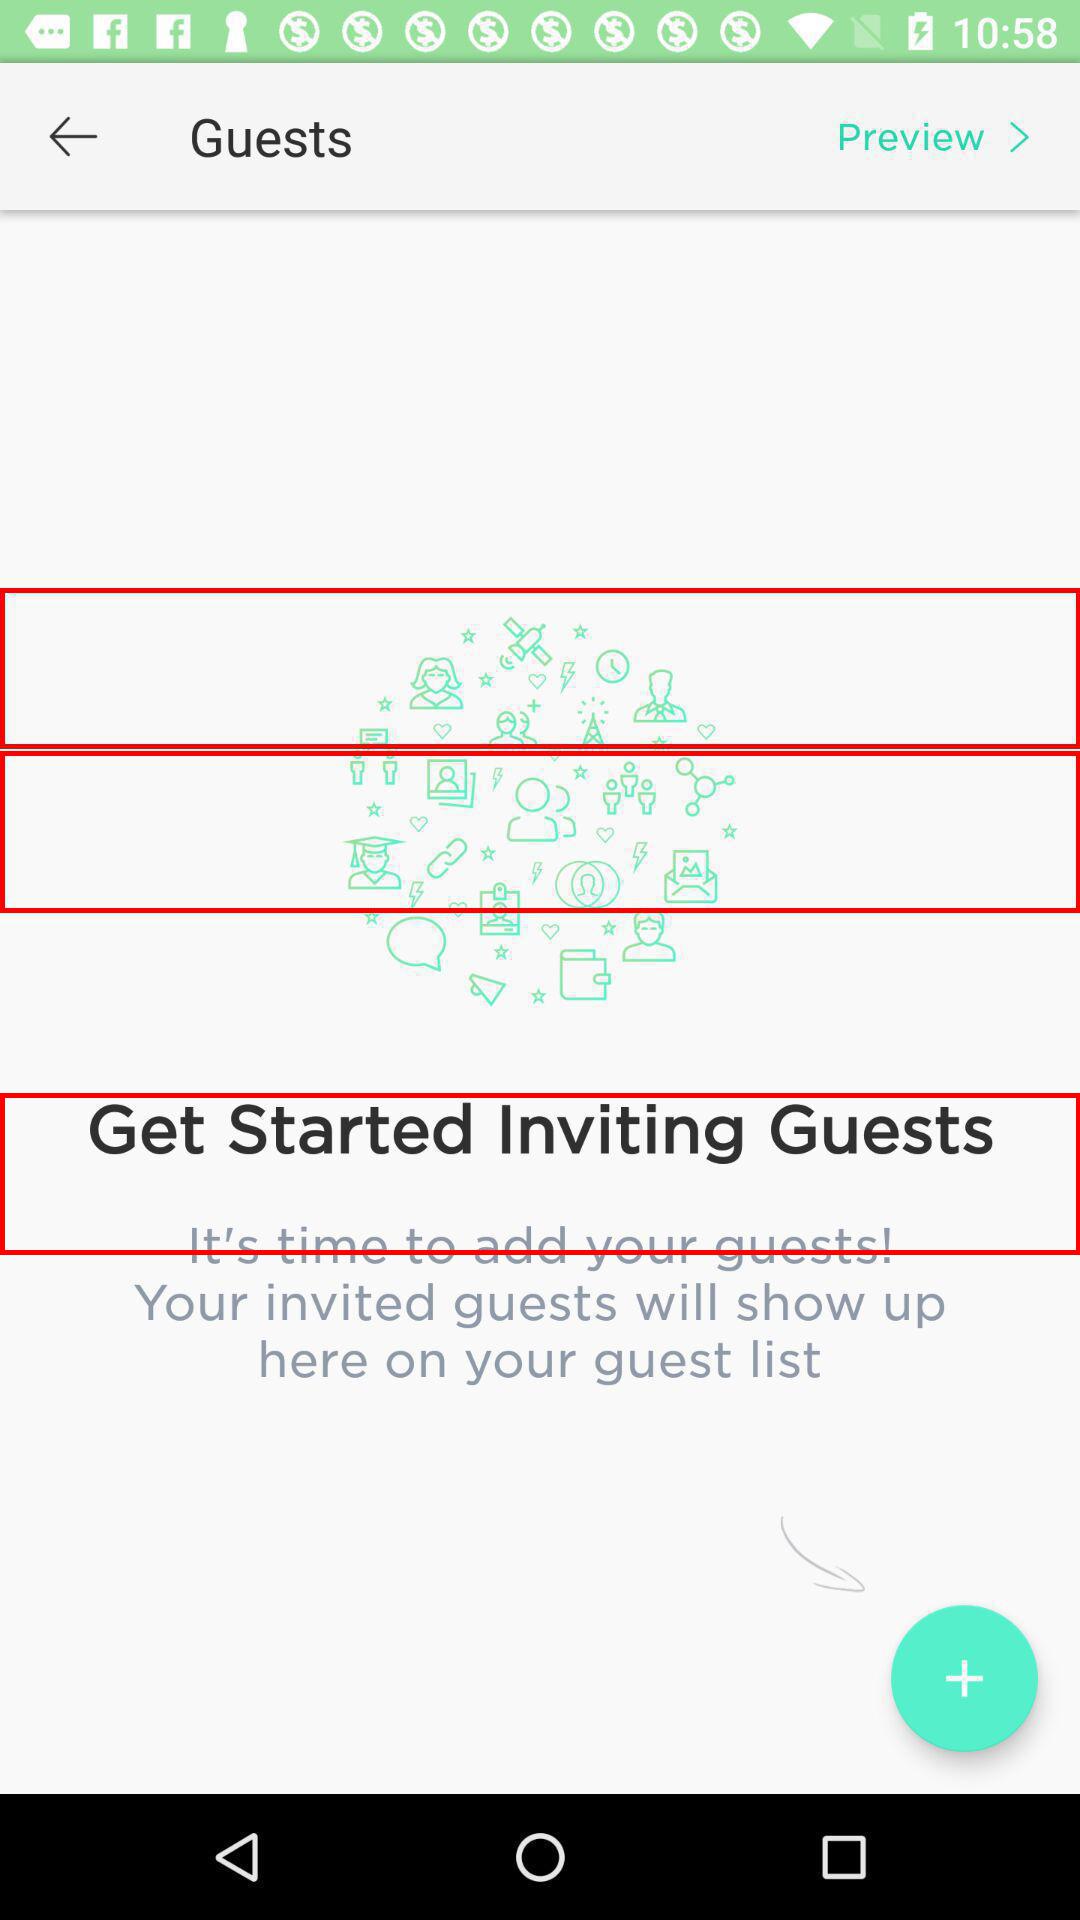 10:58
Guests
Preview
Get Started Inviting Guests
It's time to add your guests!
Your invited guests will show up
here on your guest list